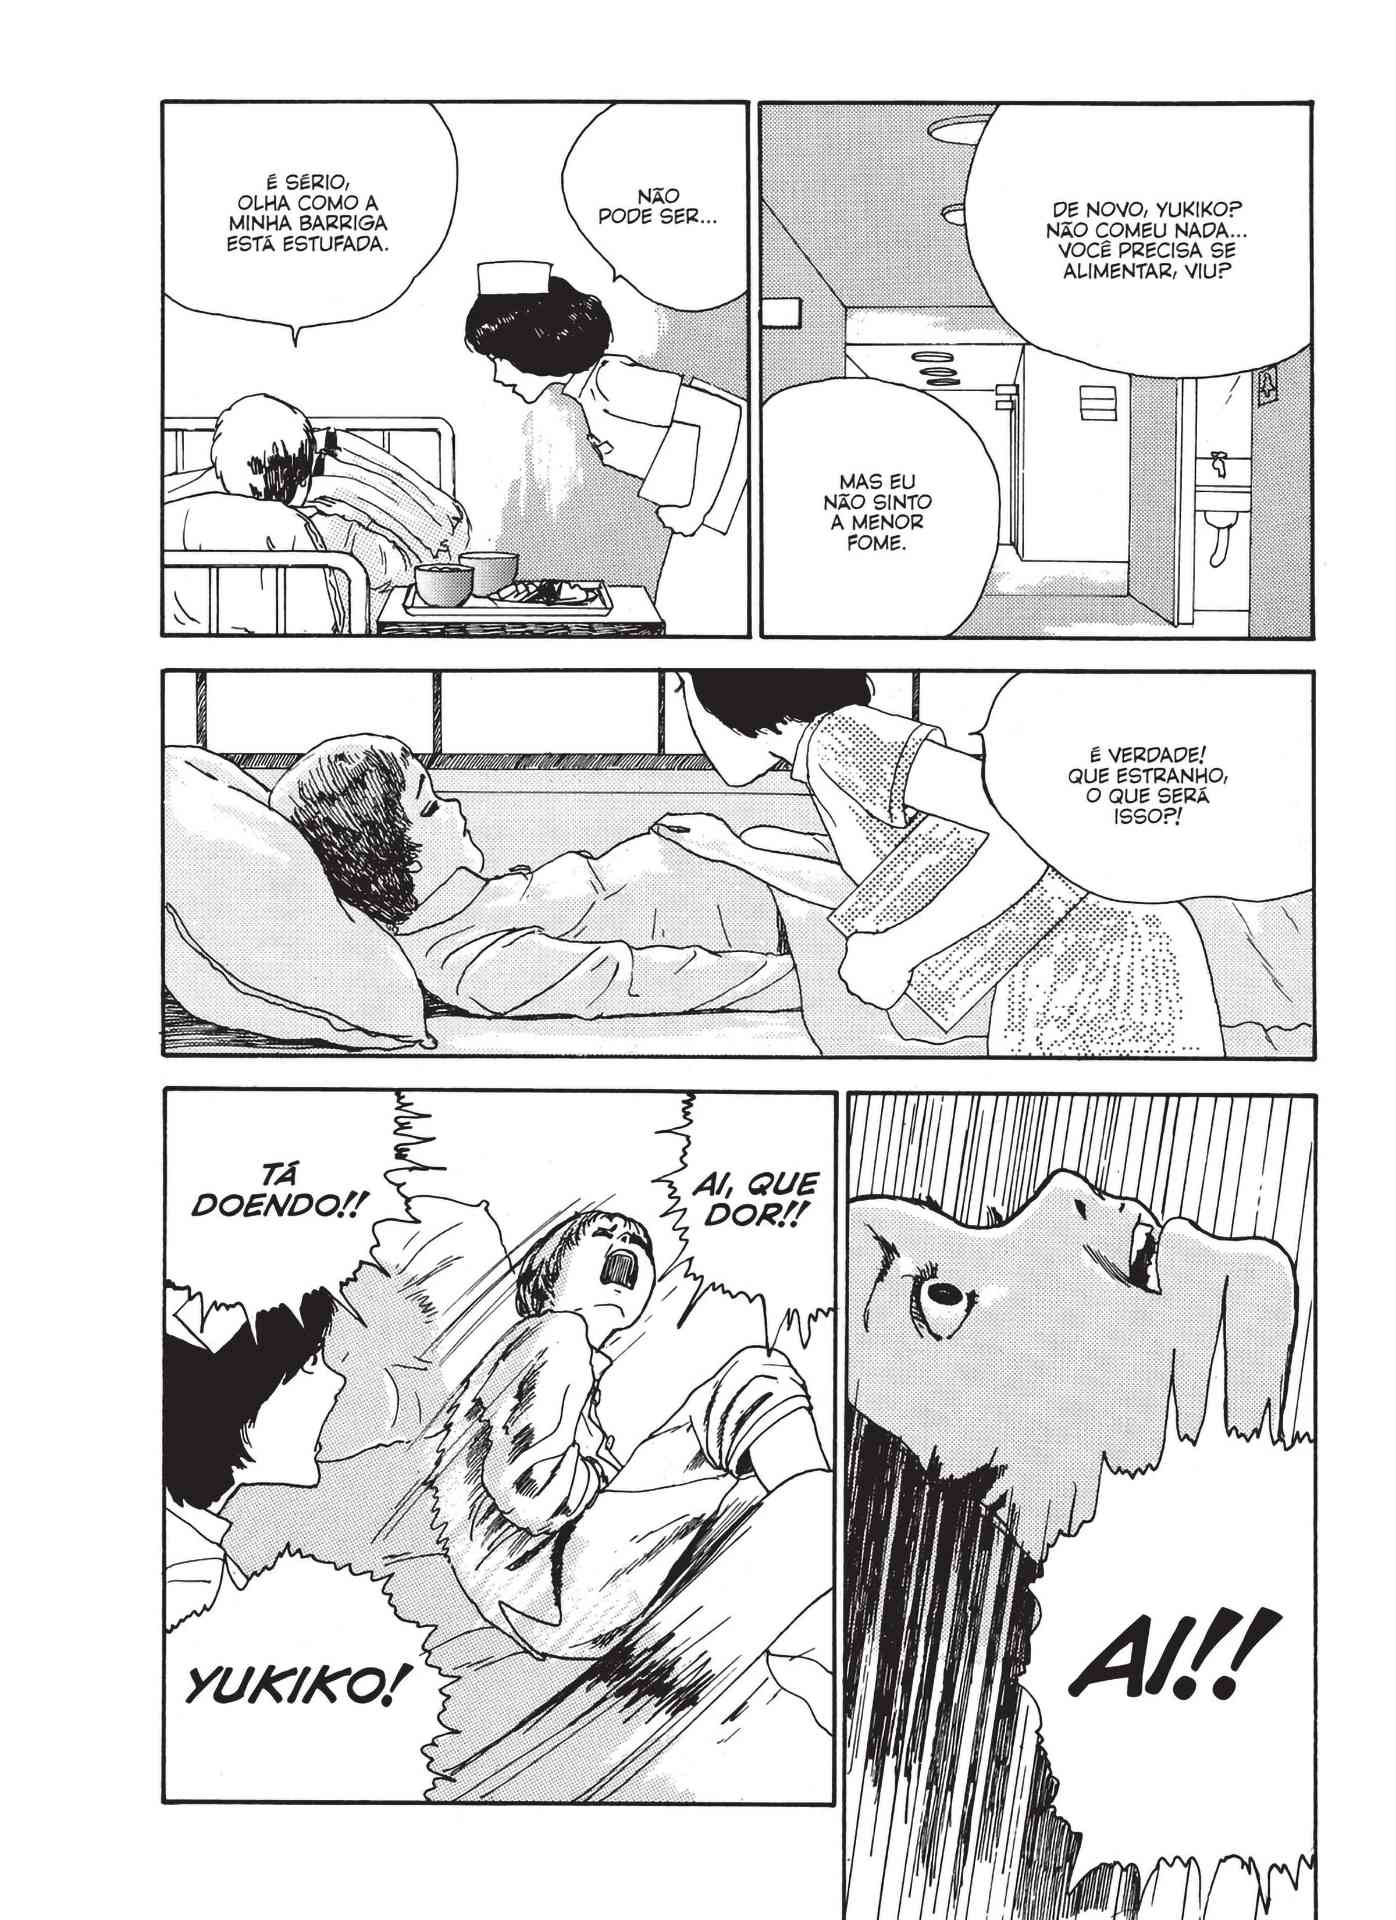 DE NOVO, YUKIKO?
NÃO COMEU NADA...
VOCÊ PRECISA SE
ALIMENTAR, VIU?
MAS EU
NÃO SINTO
A MENOR
FOME.
NÃO
PODE SER...
É SÉRIO,
OLHA COMO A
MINHA BARRIGA
ESTÁ ESTUFADA.
É VERDADE!
QUE ESTRANHO,
O QUE SERÁ
ISSO?!
AI!!
AI, QUE
DOR!!
TÁ
DOENDO!!
YUKIKO!